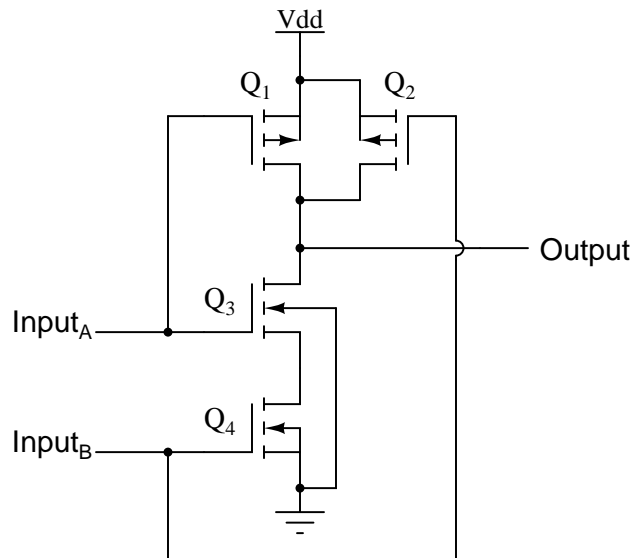 Vdd
Q1
Q2
Output
Q3
InputA
Q4
InputB